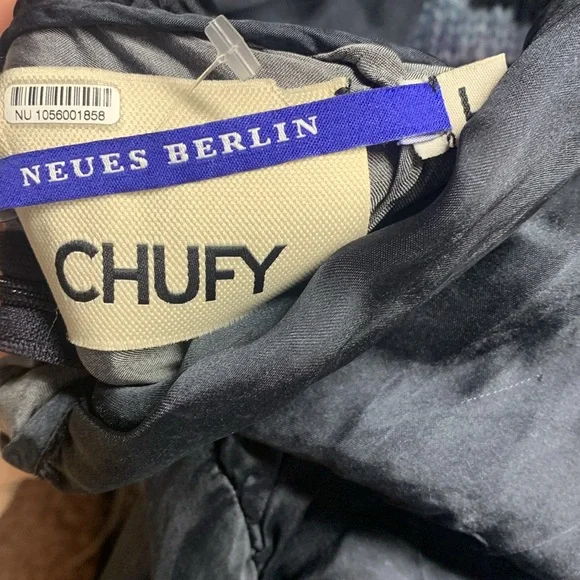 NU 1056001858
NEUES BERLIN
L
CHUFY